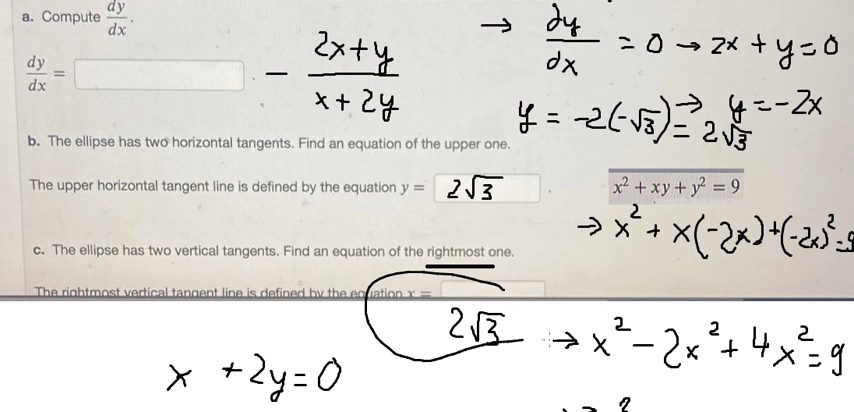 a. Compute dy/dx.
dy/dx =
- (2x+y)/(x+2y)
→ dy/dx = 0 → 2x + y = 0
→ y = -2x
y = -2(-√3) = 2√3
b. The ellipse has two horizontal tangents. Find an equation of the upper one.
The upper horizontal tangent line is defined by the equation y = 2√3 .
x² + xy + y² = 9
→ x² + x(-2x) + (-2x)² = 9
c. The ellipse has two vertical tangents. Find an equation of the rightmost one.
The rightmost vertical tangent line is defined by the equation x =
2√3
→ x² - 2x² + 4x² = 9
x + 2y = 0